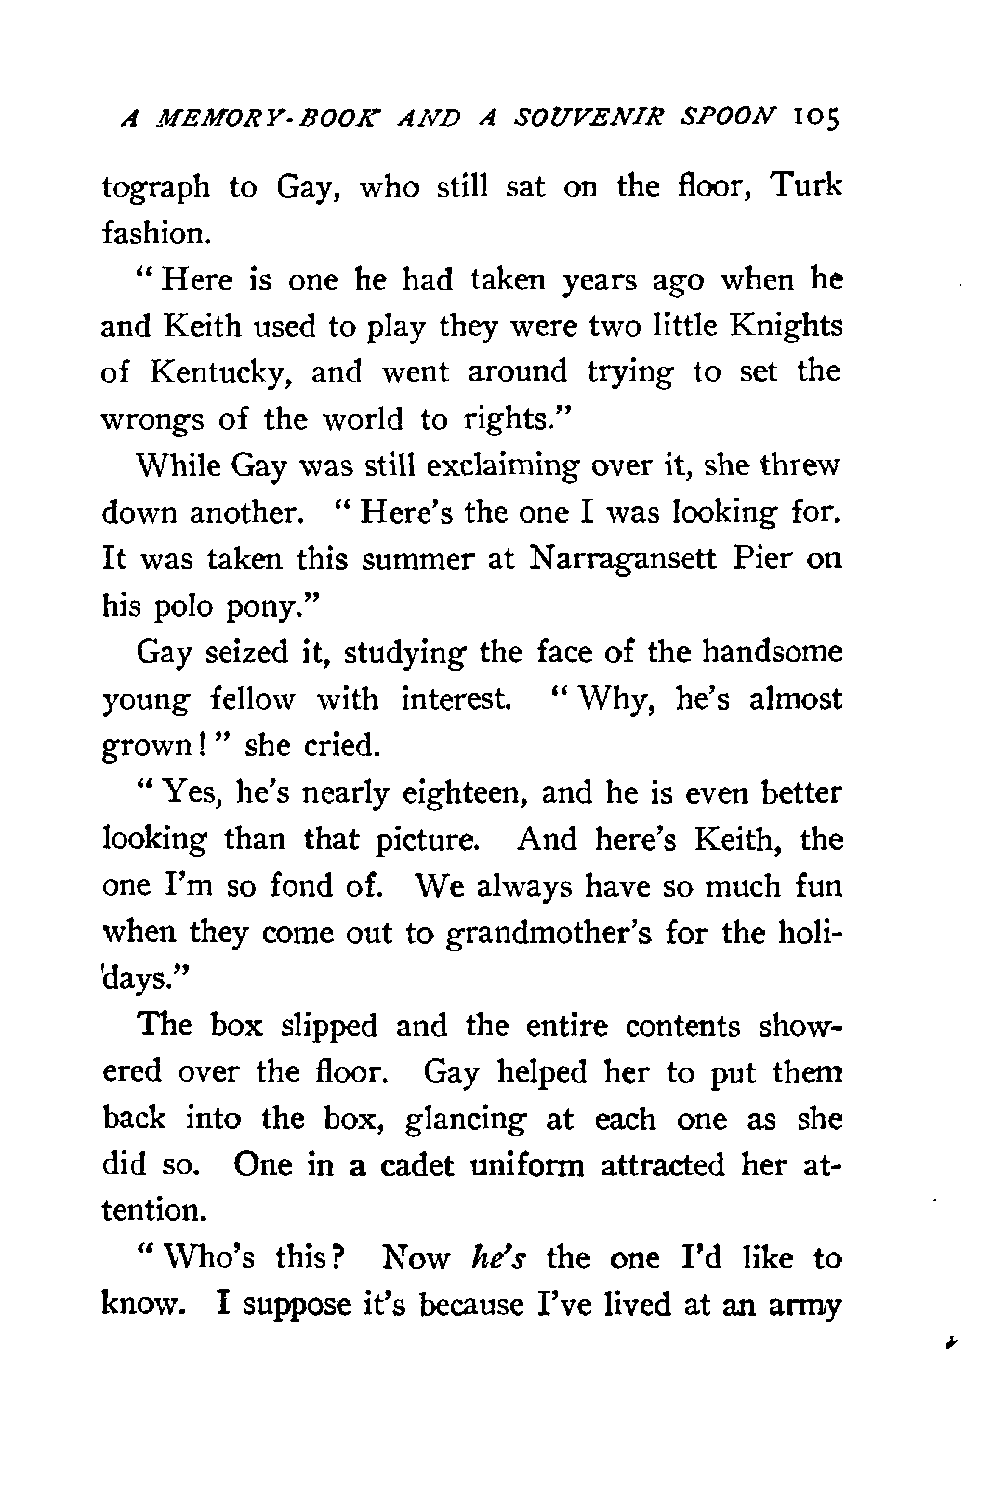 A MEMORY-BOOK AND A SOUVENIR SPOON 105
tograph to Gay, who still sat on the floor, Turk
fashion.
“ Here is one he had taken years ago when he
and Keith used to play they were two little Knights
of Kentucky, and went around trying to set the
wrongs of the world to rights.”
While Gay was still exclaiming over it, she threw
down another. “ Here’s the one I was looking for.
It was taken this summer at Narragansett Pier on
his polo pony.”
Gay seized it, studying the face of the handsome
young fellow with interest. “ Why, he’s almost
grown ! ” she cried.
“ Yes, he’s nearly eighteen, and he is even better
looking than that picture. And here’s Keith, the
one I’m so fond of. We always have so much fun
when they come out to grandmother’s for the holi-
days.”
The box slipped and the entire contents show-
ered over the floor. Gay helped her to put them
back into the box, glancing at each one as she
did so. One in a cadet uniform attracted her at-
tention.
“ Who’s this ? Now he’s the one I’d like to
know. I suppose it’s because I’ve lived at an army